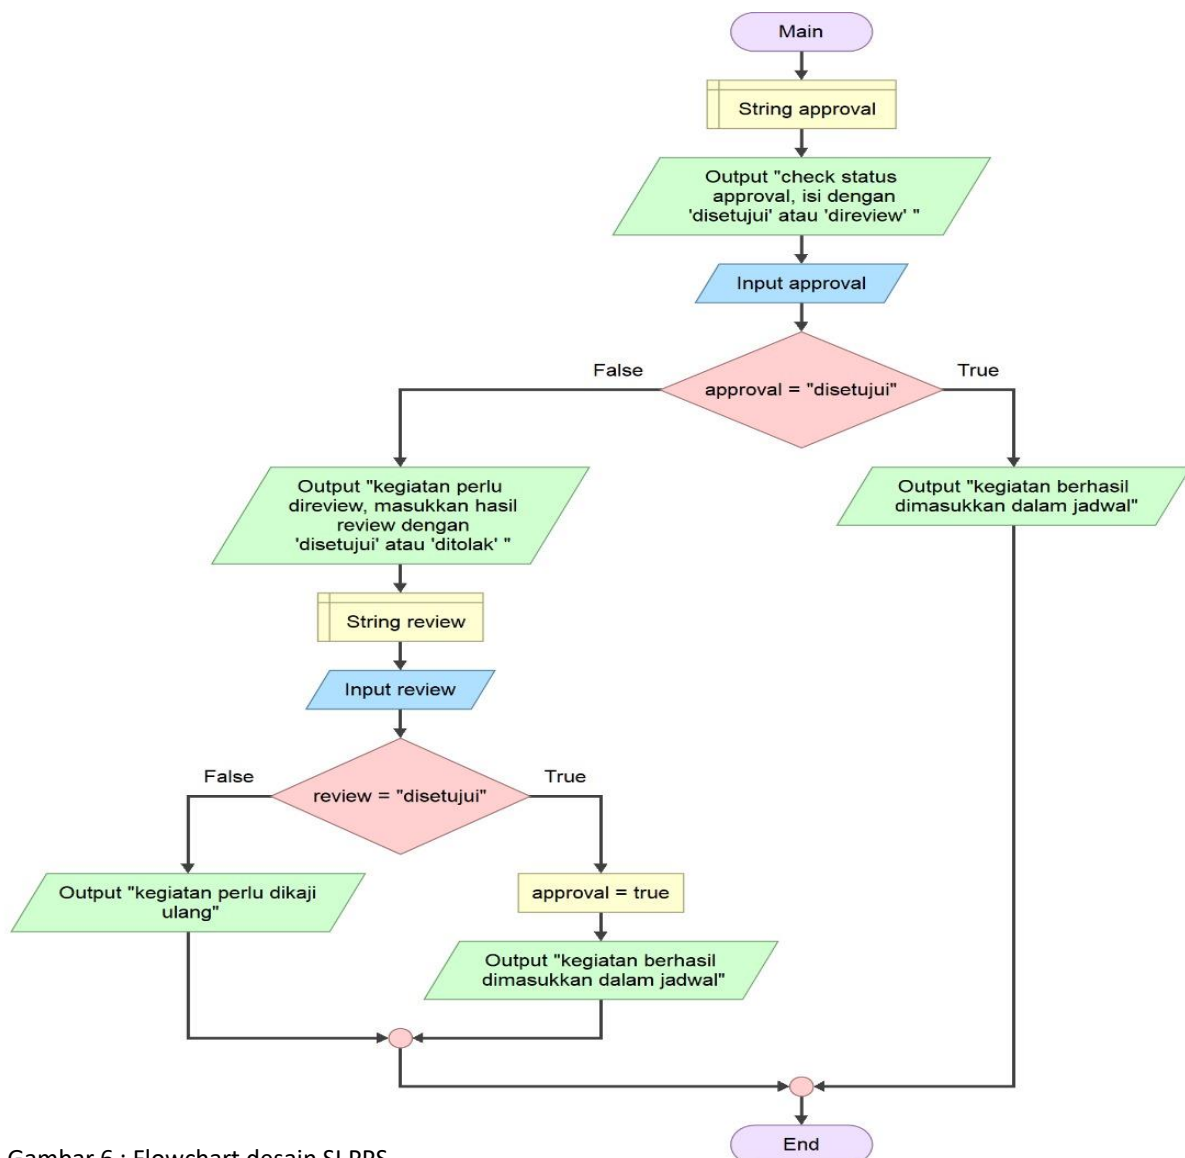 Main
String approval
Output "check status
approval, isi dengan
'disetujui' atau 'direview' "
Input approval
False
True
approval = "disetujui"
Output "kegiatan perlu
direview, masukkan hasil
review dengan
'disetujui' atau 'ditolak' "
Output "kegiatan berhasil
dimasukkan dalam jadwal"
String review
Input review
False
True
review = "disetujui"
Output "kegiatan perlu dikaji
ulang"
approval = true
Output "kegiatan berhasil
dimasukkan dalam jadwal"
End
Gambar 6 : Flowchart desain